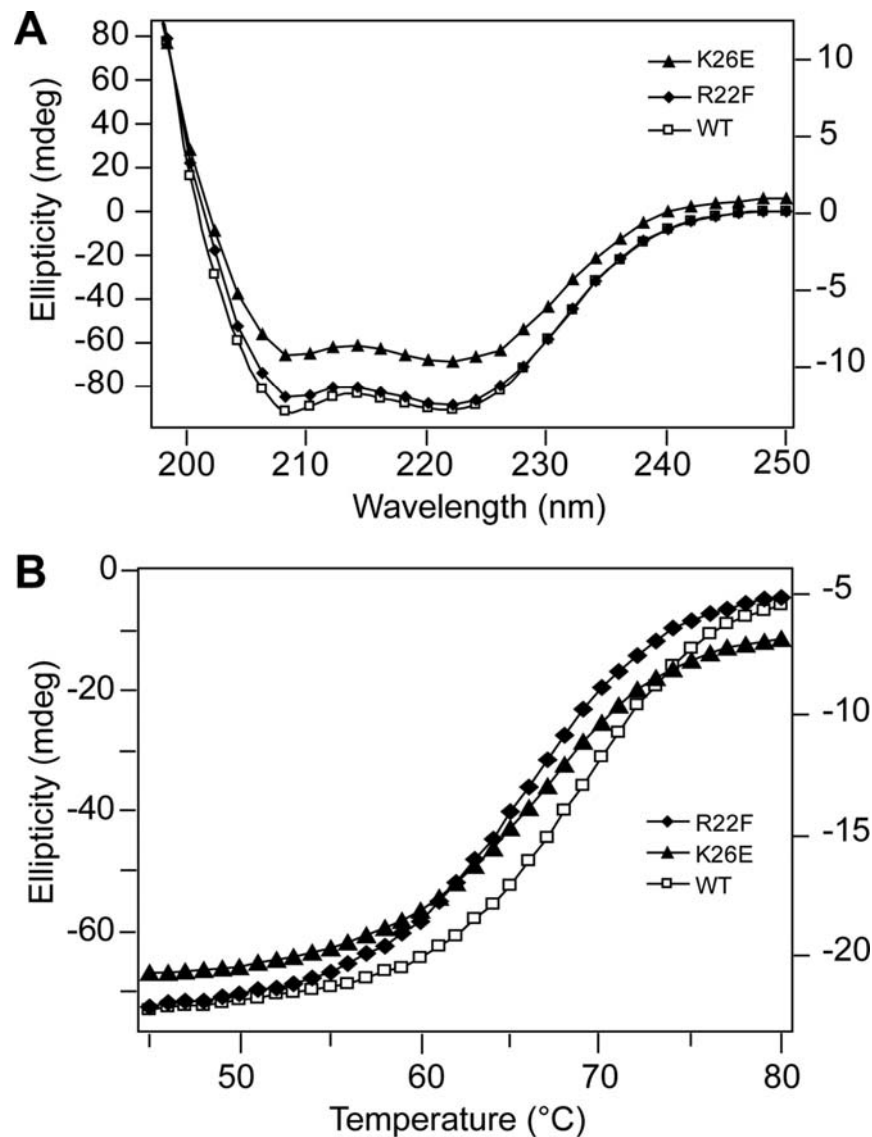 A
Ellipticity (mdeg)
80
60
40
20
0
-20
-40
-60
-80
10
5
0
-5
-10
K26E
R22F
WT
200 210 220 230 240 250
Wavelength (nm)
B
Ellipticity (mdeg)
0
-20
-40
-60
-5
-10
-15
-20
R22F
K26E
WT
50 60 70 80
Temperature (°C)